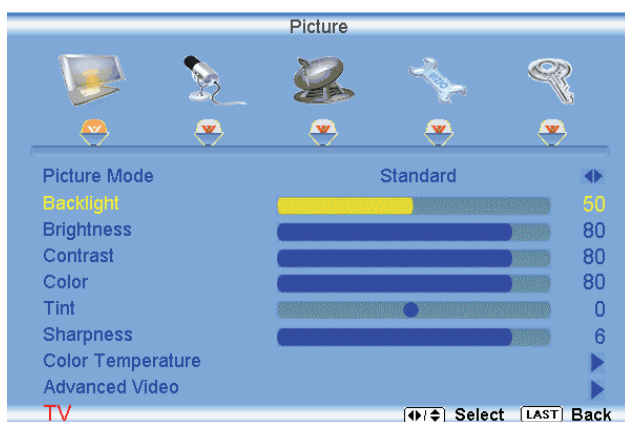 Picture
VIZIO
Picture Mode Standard
Backlight 50
Brightness 80
Contrast 80
Color 80
Tint 0
Sharpness 6
Color Temperature
Advanced Video
TV
/ Select LAST Back